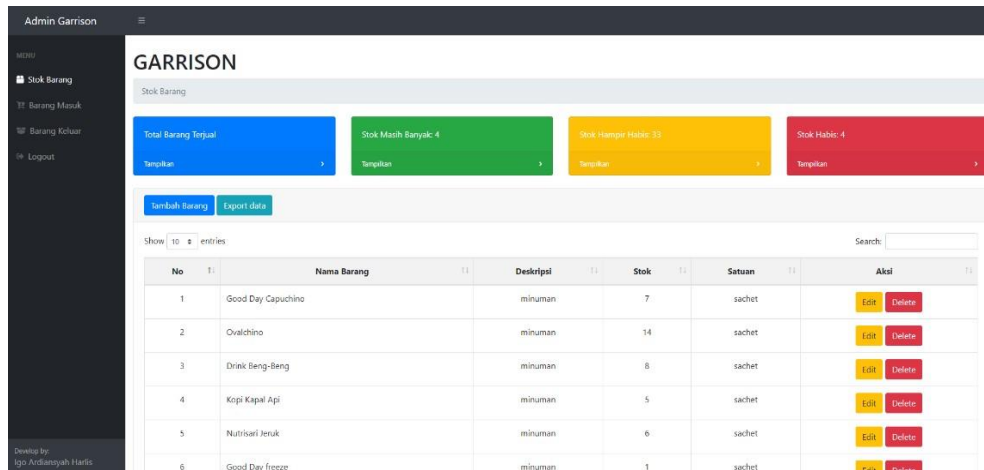 Admin Garrison
MENU
Stok Barang
Barang Masuk
Barang Keluar
Logout
Develop by:
Igo Ardiansyah Harlis
GARRISON
Stok Barang
Total Barang Terjual
Tampilkan
Stok Masih Banyak: 4
Tampilkan
Stok Hampir Habis: 33
Tampilkan
Stok Habis: 4
Tampilkan
Tambah Barang Export data
Show 10 entries Search:
No Nama Barang Deskripsi Stok Satuan Aksi
1 Good Day Capuchino minuman 7 sachet Edit Delete
2 Ovalchino minuman 14 sachet Edit Delete
3 Drink Beng-Beng minuman 8 sachet Edit Delete
4 Kopi Kapal Api minuman 5 sachet Edit Delete
5 Nutrisari Jeruk minuman 6 sachet Edit Delete
6 Good Day freeze minuman 1 sachet Edit Delete